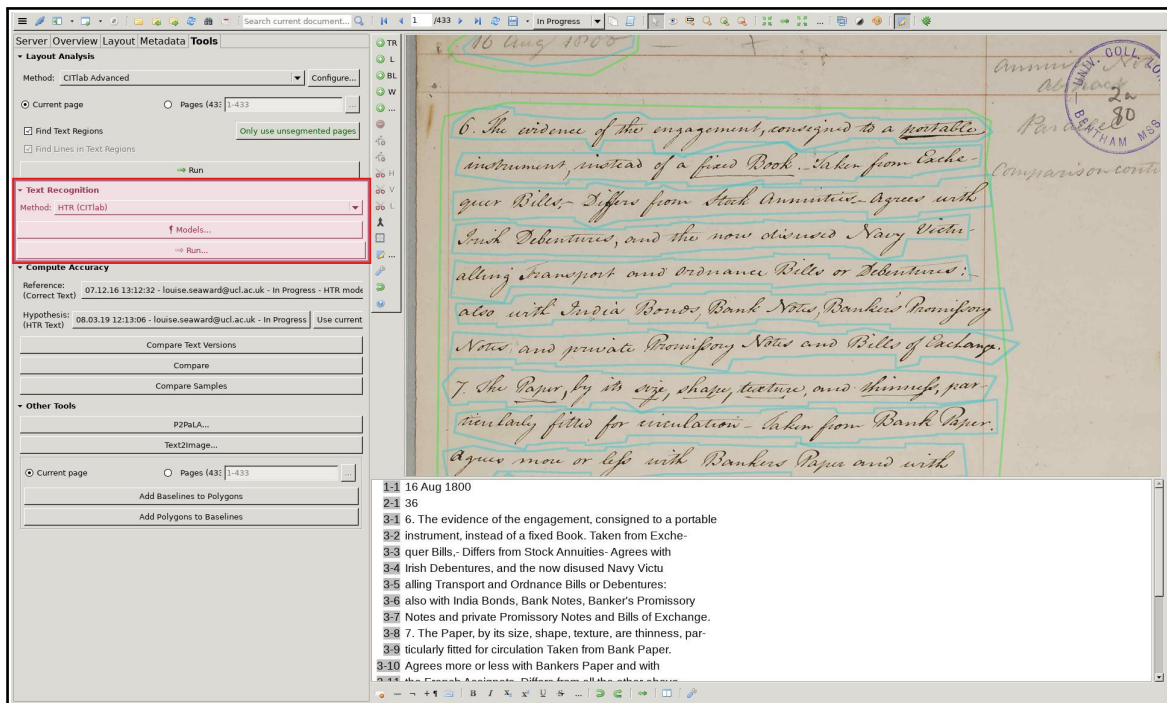 Search current document...
1 /433
In Progress
Server Overview Layout Metadata Tools
Layout Analysis
Method: CITlab Advanced Configure...
Current page Pages (433 1-433 ...
Find Text Regions Only use unsegmented pages
Find Lines in Text Regions
Run
Text Recognition
Method: HTR (CITlab)
Models...
Run...
Compute Accuracy
Reference:
(Correct Text) 07.12.16 13:12:32 - louise.seaward@ucl.ac.uk - In Progress - HTR mode
Hypothesis:
(HTR Text) 08.03.19 12:13:06 - louise.seaward@ucl.ac.uk - In Progress Use current
Compare Text Versions
Compare
Compare Samples
Other Tools
P2PaLA...
Text2Image...
Current page Pages (433 1-433 ...
Add Baselines to Polygons
Add Polygons to Baselines
TR
L
BL
W
...
H
V
L
...
16 Aug 1800
6. The evidence of the engagement, consigned to a portable
instrument, instead of a fixed Book. Taken from Exche-
quer Bills,- Differs from Stock Annuities- Agrees with
Irish Debentures, and the now disused Navy Victu-
alling Transport and Ordnance Bills or Debentures:-
also with India Bonds, Bank Notes, Bankers' Promissory
Notes, and private Promissory Notes and Bills of Exchange.
7. The Paper, by its size, shape, texture, and thinness, par-
ticularly fitted for circulation- Taken from Bank Paper.
Agrees more or less with Bankers Paper and with
UNIV. COLL. LO
2a
80
BENTHAM MSS
Comparison conti
1-1 16 Aug 1800
2-1 36
3-1 6. The evidence of the engagement, consigned to a portable
3-2 instrument, instead of a fixed Book. Taken from Exche-
3-3 quer Bills,- Differs from Stock Annuities- Agrees with
3-4 Irish Debentures, and the now disused Navy Victu
3-5 alling Transport and Ordnance Bills or Debentures:
3-6 also with India Bonds, Bank Notes, Banker's Promissory
3-7 Notes and private Promissory Notes and Bills of Exchange.
3-8 7. The Paper, by its size, shape, texture, are thinness, par-
3-9 ticularly fitted for circulation Taken from Bank Paper.
3-10 Agrees more or less with Bankers Paper and with
B I X₁ x¹ U S ...